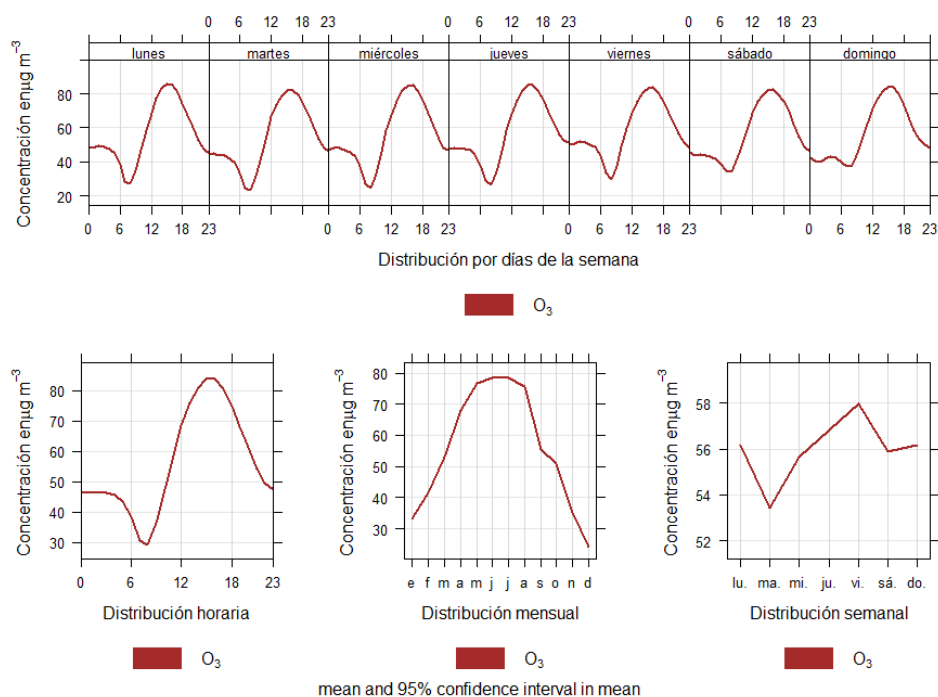 0 6 12 18 23 0 6 12 18 23 0 6 12 18 23
lunes martes miércoles jueves viernes sábado domingo
Concentración enµg m⁻³
80
60
40
20
0 6 12 18 23 0 6 12 18 23 0 6 12 18 23 0 6 12 18 23
Distribución por días de la semana
O₃
Concentración enµg m⁻³
80
70
60
50
40
30
0 6 12 18 23
Distribución horaria
O₃
Concentración enµg m⁻³
80
70
60
50
40
30
e f m a m j j a s o n d
Distribución mensual
O₃
Concentración enµg m⁻³
58
56
54
52
lu. ma. mi. ju. vi. sá. do.
Distribución semanal
O₃
mean and 95% confidence interval in mean